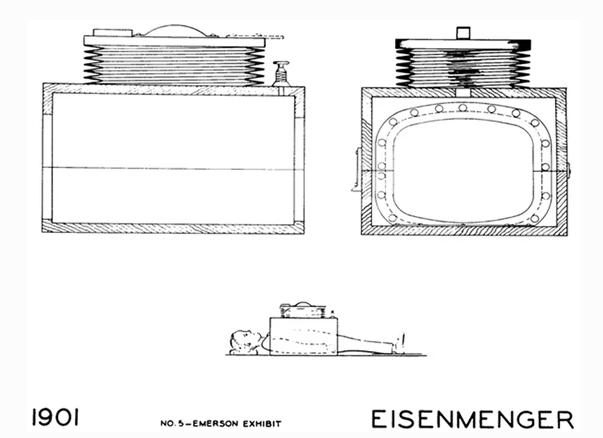 1901
NO. 5-EMERSON EXHIBIT
EISENMENGER